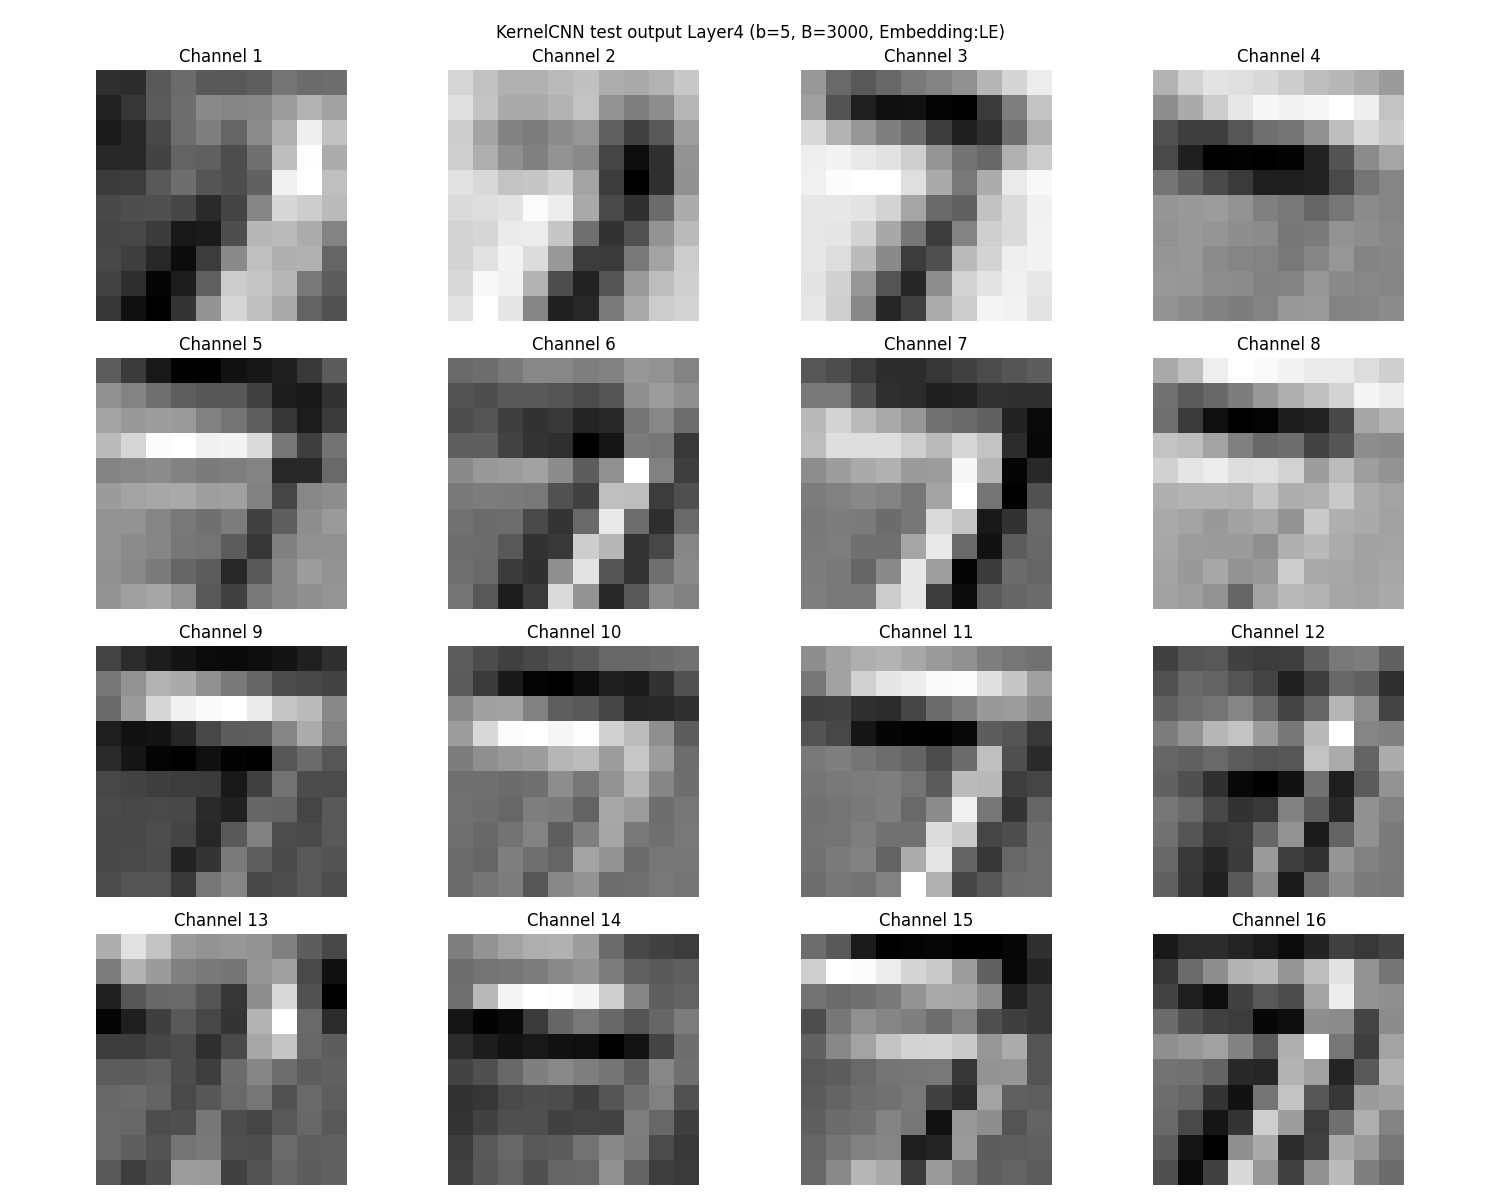 KernelCNN test output Layer4 (b=5, B=3000, Embedding:LE)
Channel 1 Channel 2 Channel 3 Channel 4
Channel 5 Channel 6 Channel 7 Channel 8
Channel 9 Channel 10 Channel 11 Channel 12
Channel 13 Channel 14 Channel 15 Channel 16